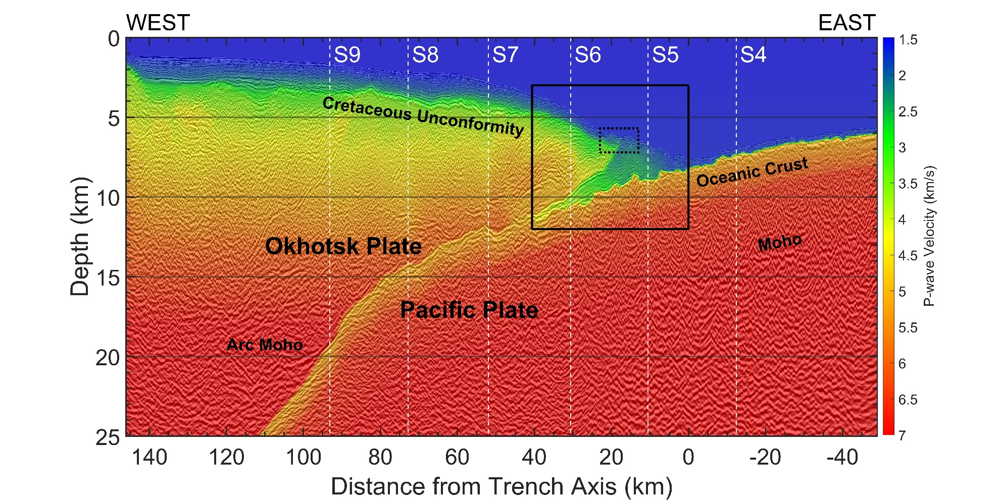 WEST EAST
0 1.5
S9 S8 S7 S6 S5 S4
2
Cretaceous Unconformity
5 2.5
3
Oceanic Crust
3.5
10
4
Okhotsk Plate
Moho
4.5
15
5
Pacific Plate
5.5
Arc Moho
20
6
6.5
25 7
Depth (km)
P-wave Velocity (km/s)
140 120 100 80 60 40 20 0 -20 -40
Distance from Trench Axis (km)